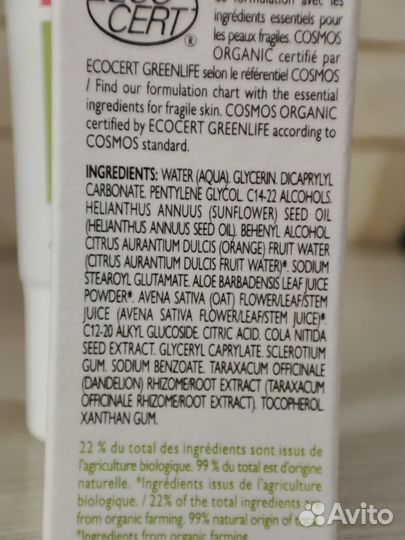 ECO
CERT
®
de formulation avec les
ingrédients essentiels pour
les peaux fragiles. COSMOS
ORGANIC certifié par
ECOCERT GREENLIFE selon le référentiel COSMOS
/ Find our formulation chart with the essential
ingredients for fragile skin. COSMOS ORGANIC
certified by ECOCERT GREENLIFE according to
COSMOS standard.
INGREDIENTS: WATER (AQUA). GLYCERIN. DICAPRYLYL
CARBONATE. PENTYLENE GLYCOL. C14-22 ALCOHOLS.
HELIANTHUS ANNUUS (SUNFLOWER) SEED OIL
(HELIANTHUS ANNUUS SEED OIL). BEHENYL ALCOHOL.
CITRUS AURANTIUM DULCIS (ORANGE) FRUIT WATER
(CITRUS AURANTIUM DULCIS FRUIT WATER)*. SODIUM
STEAROYL GLUTAMATE. ALOE BARBADENSIS LEAF JUICE
POWDER*. AVENA SATIVA (OAT) FLOWER/LEAF/STEM
JUICE (AVENA SATIVA FLOWER/LEAF/STEM JUICE)*.
C12-20 ALKYL GLUCOSIDE. CITRIC ACID. COLA NITIDA
SEED EXTRACT. GLYCERYL CAPRYLATE. SCLEROTIUM
GUM. SODIUM BENZOATE. TARAXACUM OFFICINALE
(DANDELION) RHIZOME/ROOT EXTRACT (TARAXACUM
OFFICINALE RHIZOME/ROOT EXTRACT). TOCOPHEROL.
XANTHAN GUM.
22 % du total des ingrédients sont issus de
l'agriculture biologique. 99 % du total est d'origine
naturelle. *Ingrédients issus de l'agriculture
biologique. / 22% of the total ingredients are
from organic farming. 99% natural origin of total.
*Ingredients from organic farming.
Avito